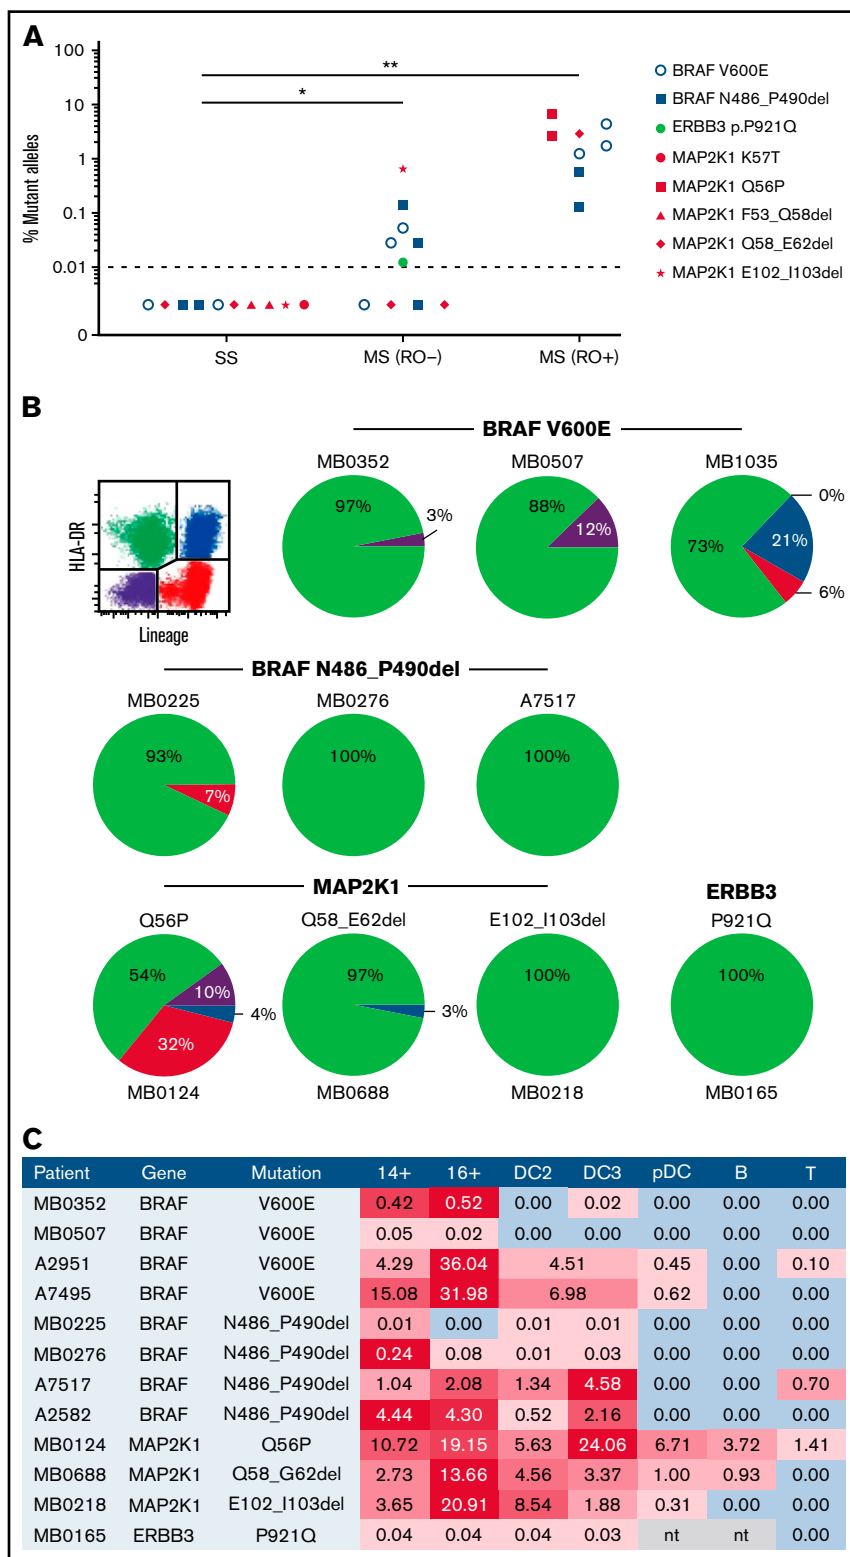 A
100
10
1
0.1
0.01
0
% Mutant alleles
**
*
SS
MS (RO−)
MS (RO+)
BRAF V600E
BRAF N486_P490del
ERBB3 p.P921Q
MAP2K1 K57T
MAP2K1 Q56P
MAP2K1 F53_Q58del
MAP2K1 Q58_E62del
MAP2K1 E102_I103del
B
BRAF V600E
MB0352
MB0507
MB1035
97%
3%
88%
12%
73%
0%
21%
6%
HLA-DR
Lineage
BRAF N486_P490del
MB0225
MB0276
A7517
93%
7%
100%
100%
MAP2K1
ERBB3
Q56P
Q58_E62del
E102_I103del
P921Q
54%
10%
4%
32%
97%
3%
100%
100%
MB0124
MB0688
MB0218
MB0165
C
Patient Gene Mutation 14+ 16+ DC2 DC3 pDC B T
MB0352 BRAF V600E 0.42 0.52 0.00 0.02 0.00 0.00 0.00
MB0507 BRAF V600E 0.05 0.02 0.00 0.00 0.00 0.00 0.00
A2951 BRAF V600E 4.29 36.04 4.51 0.45 0.00 0.10
A7495 BRAF V600E 15.08 31.98 6.98 0.62 0.00 0.00
MB0225 BRAF N486_P490del 0.01 0.00 0.01 0.01 0.00 0.00 0.00
MB0276 BRAF N486_P490del 0.24 0.08 0.01 0.03 0.00 0.00 0.00
A7517 BRAF N486_P490del 1.04 2.08 1.34 4.58 0.00 0.00 0.70
A2582 BRAF N486_P490del 4.44 4.30 0.52 2.16 0.00 0.00 0.00
MB0124 MAP2K1 Q56P 10.72 19.15 5.63 24.06 6.71 3.72 1.41
MB0688 MAP2K1 Q58_G62del 2.73 13.66 4.56 3.37 1.00 0.93 0.00
MB0218 MAP2K1 E102_I103del 3.65 20.91 8.54 1.88 0.31 0.00 0.00
MB0165 ERBB3 P921Q 0.04 0.04 0.04 0.03 nt nt 0.00